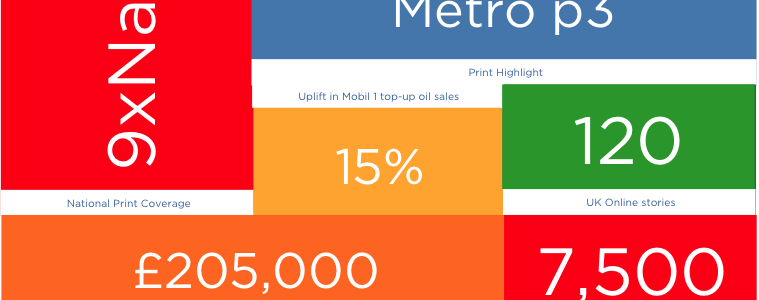 Metro p3
9xNa
Print Highlight
Uplift in Mobil 1 top-up oil sales
120
15%
National Print Coverage
UK Online stories
£205,000
7,500